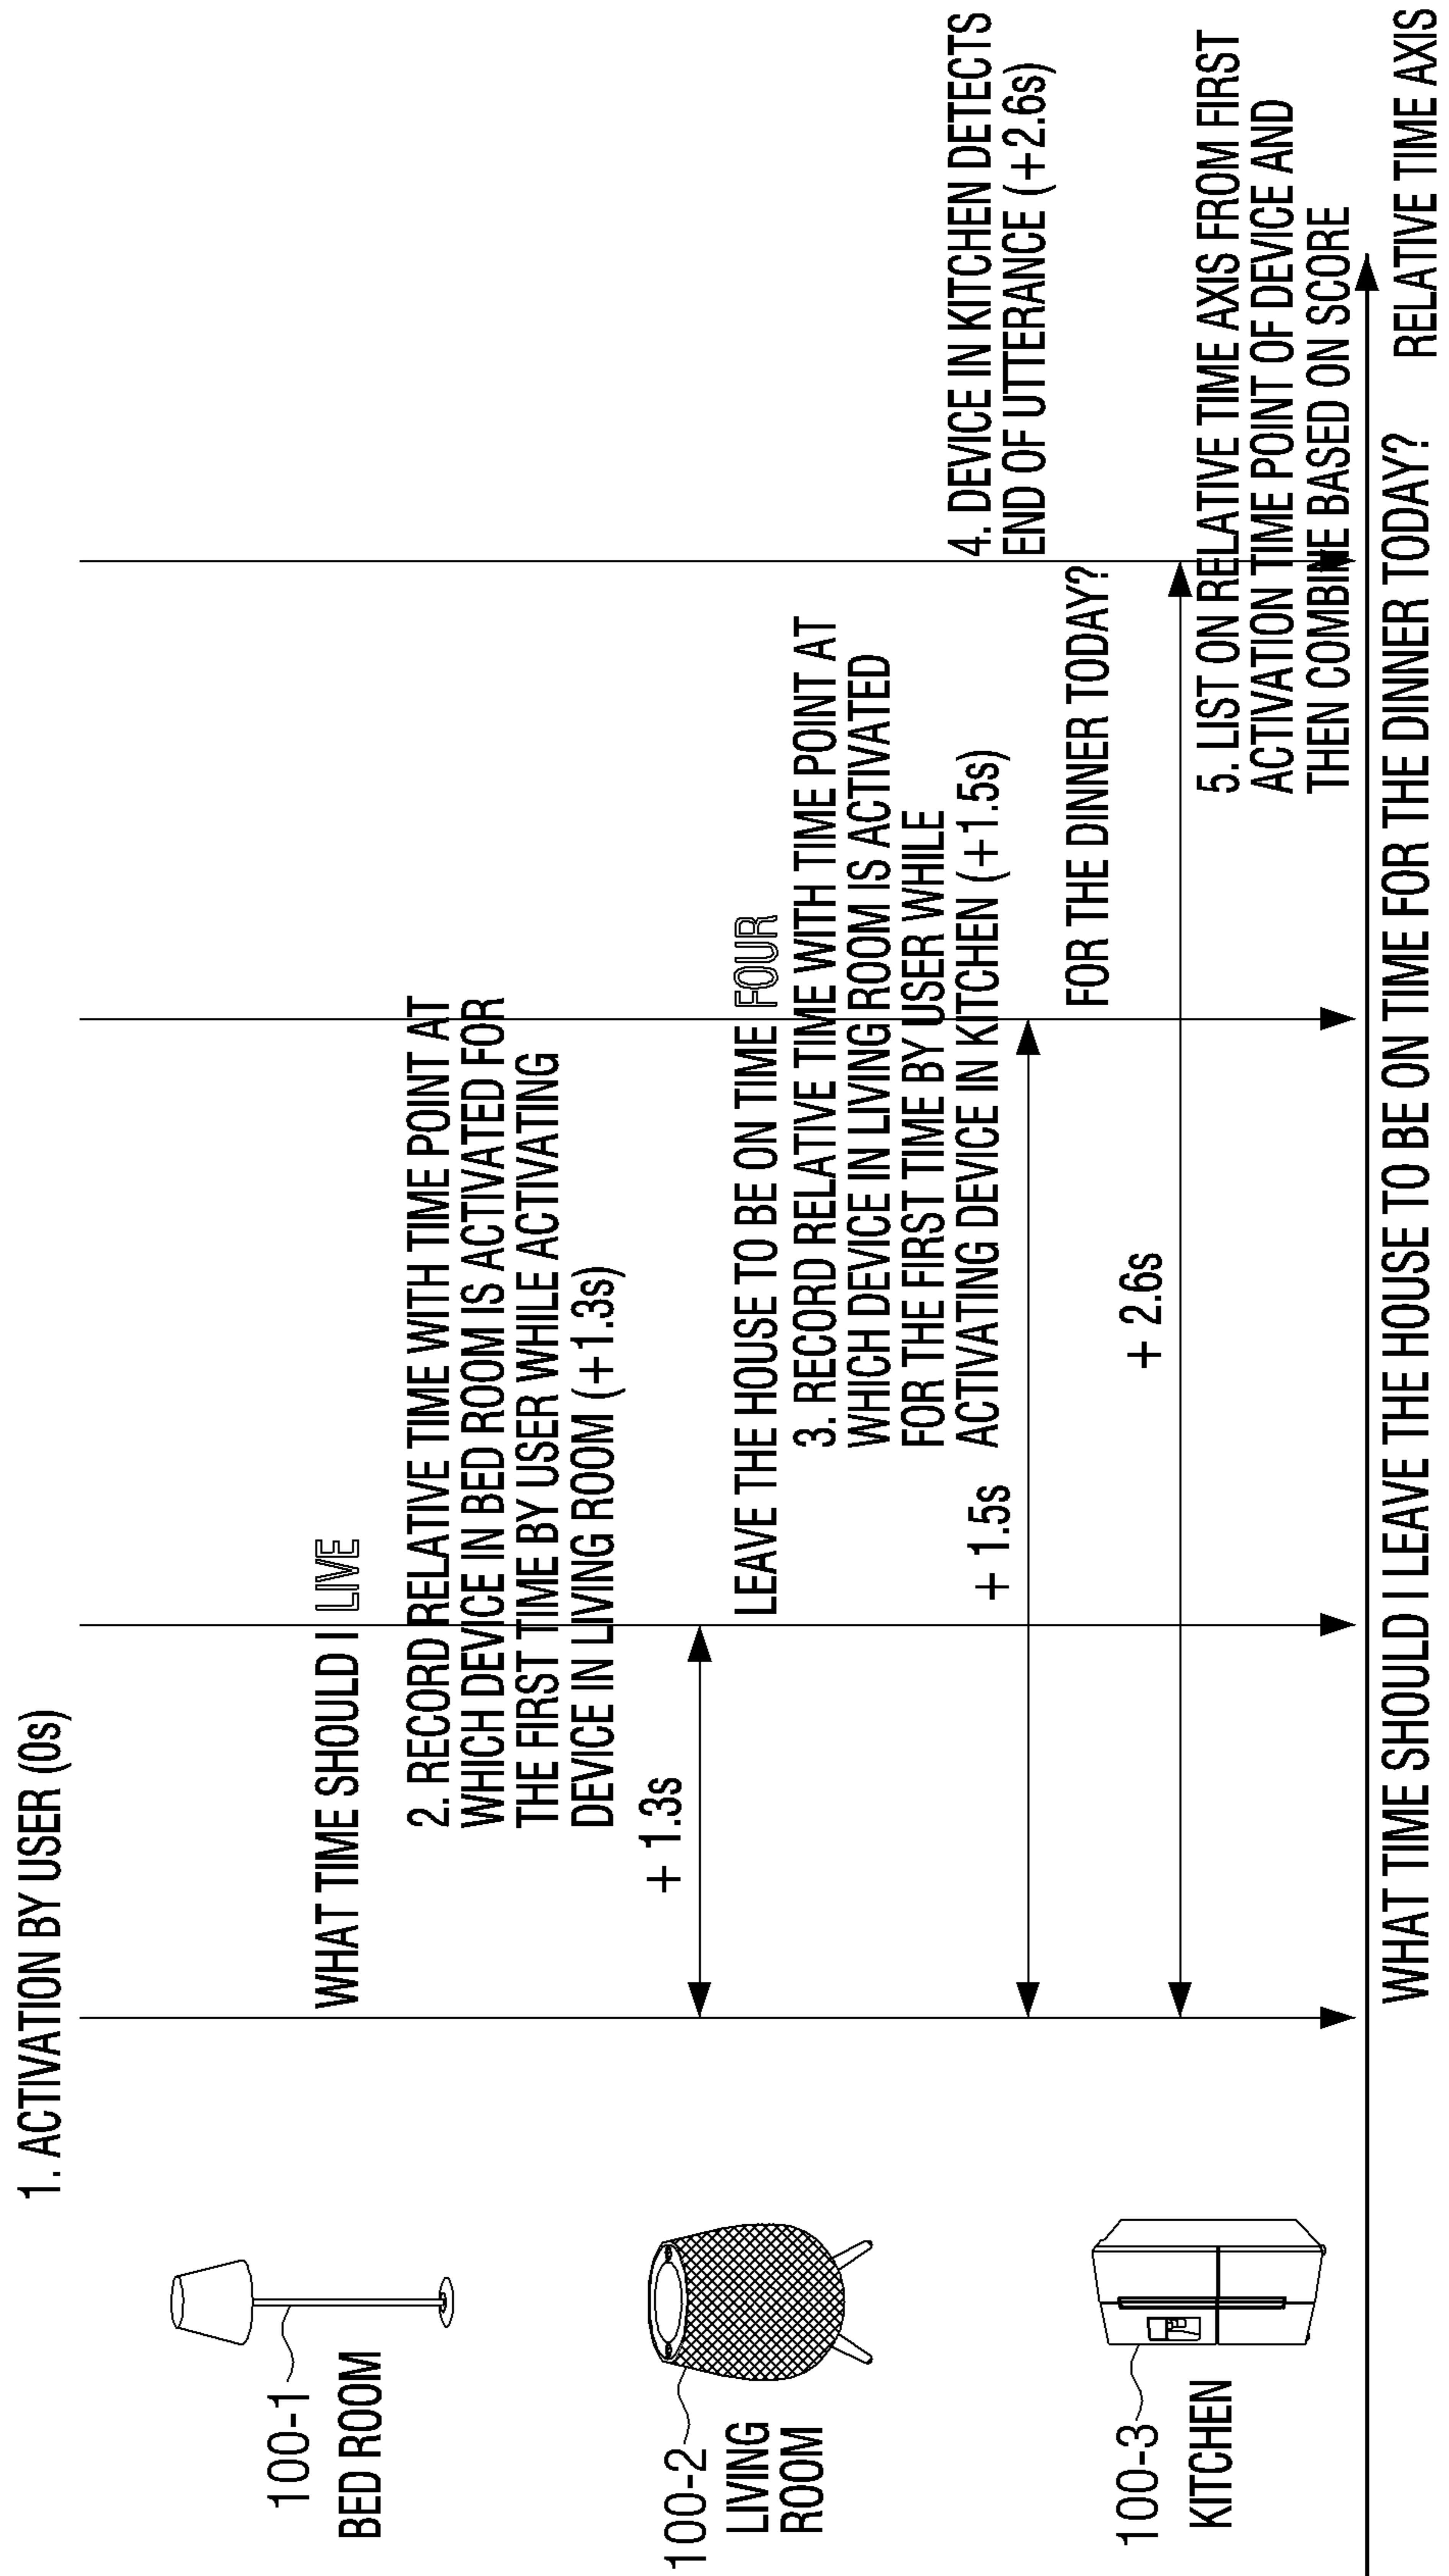 1. ACTIVATION BY USER (0s)
100-1
BED ROOM
WHAT TIME SHOULD I LIVE
2. RECORD RELATIVE TIME WITH TIME POINT AT
WHICH DEVICE IN BED ROOM IS ACTIVATED FOR
THE FIRST TIME BY USER WHILE ACTIVATING
DEVICE IN LIVING ROOM (+1.3s)
+ 1.3s
100-2
LIVING
ROOM
LEAVE THE HOUSE TO BE ON TIME FOUR
3. RECORD RELATIVE TIME WITH TIME POINT AT
WHICH DEVICE IN LIVING ROOM IS ACTIVATED
FOR THE FIRST TIME BY USER WHILE
ACTIVATING DEVICE IN KITCHEN (+1.5s)
+ 1.5s
4. DEVICE IN KITCHEN DETECTS
END OF UTTERANCE (+2.6s)
100-3
KITCHEN
FOR THE DINNER TODAY?
+ 2.6s
5. LIST ON RELATIVE TIME AXIS FROM FIRST
ACTIVATION TIME POINT OF DEVICE AND
THEN COMBINE BASED ON SCORE
WHAT TIME SHOULD I LEAVE THE HOUSE TO BE ON TIME FOR THE DINNER TODAY?
RELATIVE TIME AXIS